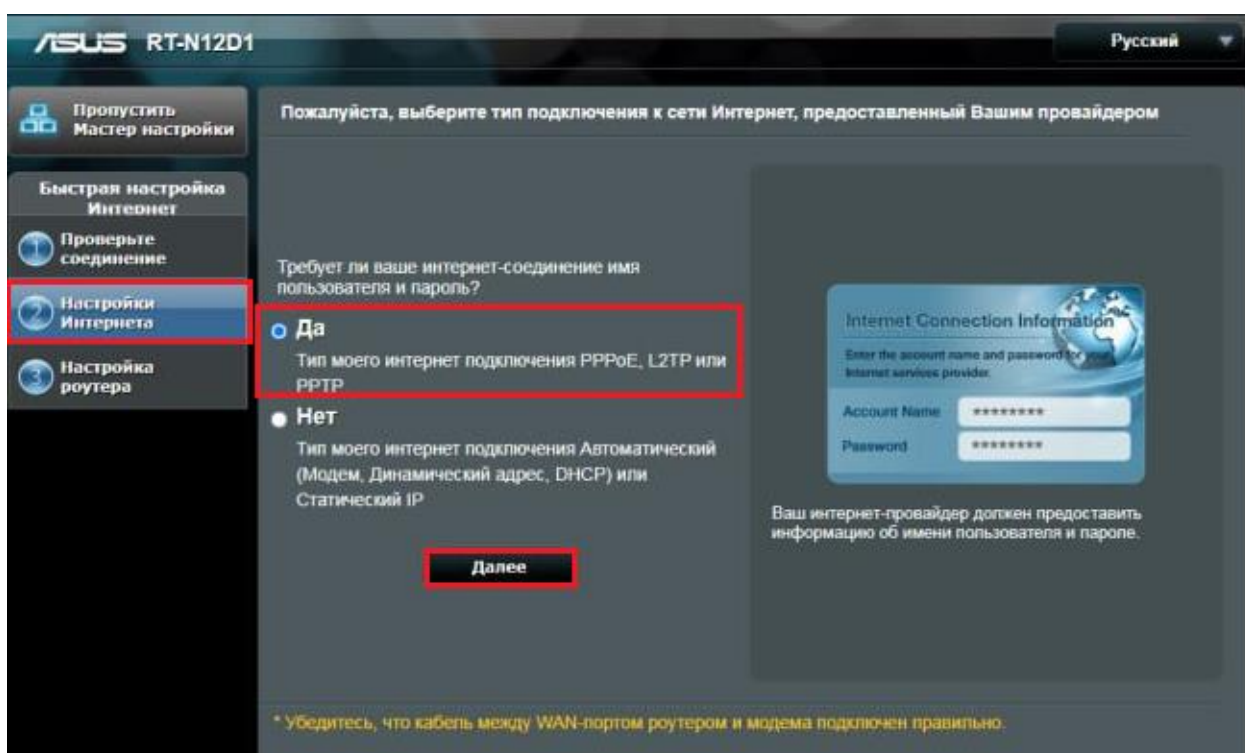 ASUS RT-N12D1
Русский
Пропустить
Мастер настройки
Быстрая настройка
Интернет
1 Проверьте
соединение
2 Настройки
Интернета
3 Настройка
роутера
Пожалуйста, выберите тип подключения к сети Интернет, предоставленный Вашим провайдером
Требует ли ваше интернет-соединение имя
пользователя и пароль?
Да
Тип моего интернет подключения PPPoE, L2TP или
PPTP
Нет
Тип моего интернет подключения Автоматический
(Модем, Динамический адрес, DHCP) или
Статический IP
Далее
Internet Connection Information
Enter the account name and password for your
Internet services provider.
Account Name ********
Password ********
Ваш интернет-провайдер должен предоставить
информацию об имени пользователя и пароле.
* Убедитесь, что кабель между WAN-портом роутером и модема подключен правильно.